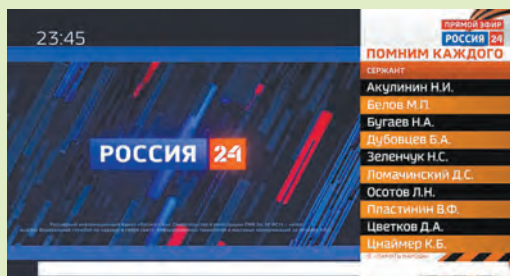 23:45
ПРЯМОЙ ЭФИР
РОССИЯ 24
ПОМНИМ КАЖДОГО
СЕРЖАНТ
Акулинин Н.И.
Белов М.П.
Бугаев Н.А.
Дубовцев Б.А.
Зеленчук Н.С.
Ломачинский Д.С.
Осотов Л.Н.
Пластинин В.Ф.
Цветков Д.А.
Цнаймер К.Б.
РОССИЯ 24